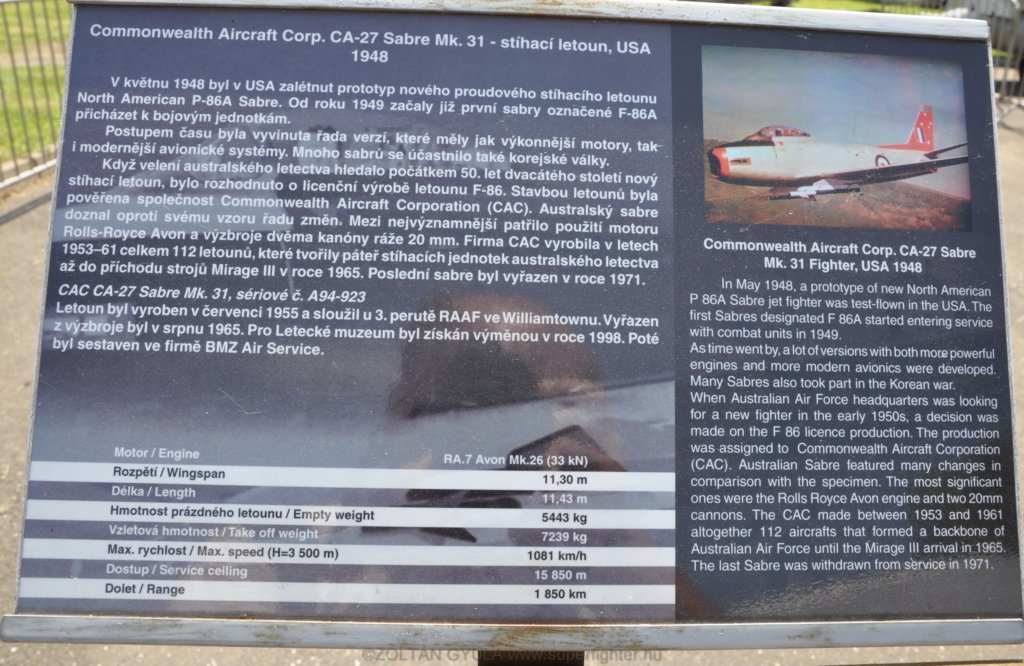 Commonwealth Aircraft Corp. CA-27 Sabre Mk. 31 - stíhací letoun, USA
1948
V květnu 1948 byl v USA zalétnut prototyp nového proudového stíhacího letounu
North American P-86A Sabre. Od roku 1949 začaly již první sabry označené F-86A
přicházet k bojovým jednotkám.
Postupem času byla vyvinuta řada verzí, které měly jak výkonnější motory, tak
i modernější avionické systémy. Mnoho sabrů se účastnilo také korejské války.
Když velení australského letectva hledalo počátkem 50. let dvacátého století nový
stíhací letoun, bylo rozhodnuto o licenční výrobě letounu F-86. Stavbou letounů byla
pověřena společnost Commonwealth Aircraft Corporation (CAC). Australský sabre
doznal oproti svému vzoru řadu změn. Mezi nejvýznamnější patřilo použití motoru
Rolls-Royce Avon a výzbroje dvěma kanóny ráže 20 mm. Firma CAC vyrobila v letech
1953–61 celkem 112 letounů, které tvořily páteř stíhacích jednotek australského letectva
až do příchodu strojů Mirage III v roce 1965. Poslední sabre byl vyřazen v roce 1971.
CAC CA-27 Sabre Mk. 31, sériové č. A94-923
Letoun byl vyroben v červenci 1955 a sloužil u 3. perutě RAAF ve Williamtownu. Vyřazen
z výzbroje byl v srpnu 1965. Pro Letecké muzeum byl získán výměnou v roce 1998. Poté
byl sestaven ve firmě BMZ Air Service.
Motor / Engine RA.7 Avon Mk.26 (33 kN)
Rozpětí / Wingspan 11,30 m
Délka / Length 11,43 m
Hmotnost prázdného letounu / Empty weight 5443 kg
Vzletová hmotnost / Take off weight 7239 kg
Max. rychlost / Max. speed (H=3 500 m) 1081 km/h
Dostup / Service ceiling 15 850 m
Dolet / Range 1 850 km
Commonwealth Aircraft Corp. CA-27 Sabre
Mk. 31 Fighter, USA 1948
In May 1948, a prototype of new North American
P 86A Sabre jet fighter was test-flown in the USA. The
first Sabres designated F 86A started entering service
with combat units in 1949.
As time went by, a lot of versions with both more powerful
engines and more modern avionics were developed.
Many Sabres also took part in the Korean war.
When Australian Air Force headquarters was looking
for a new fighter in the early 1950s, a decision was
made on the F 86 licence production. The production
was assigned to Commonwealth Aircraft Corporation
(CAC). Australian Sabre featured many changes in
comparison with the specimen. The most significant
ones were the Rolls Royce Avon engine and two 20mm
cannons. The CAC made between 1953 and 1961
altogether 112 aircrafts that formed a backbone of
Australian Air Force until the Mirage III arrival in 1965.
The last Sabre was withdrawn from service in 1971.
©ZOLTÁN GYULA www.superfighter.hu